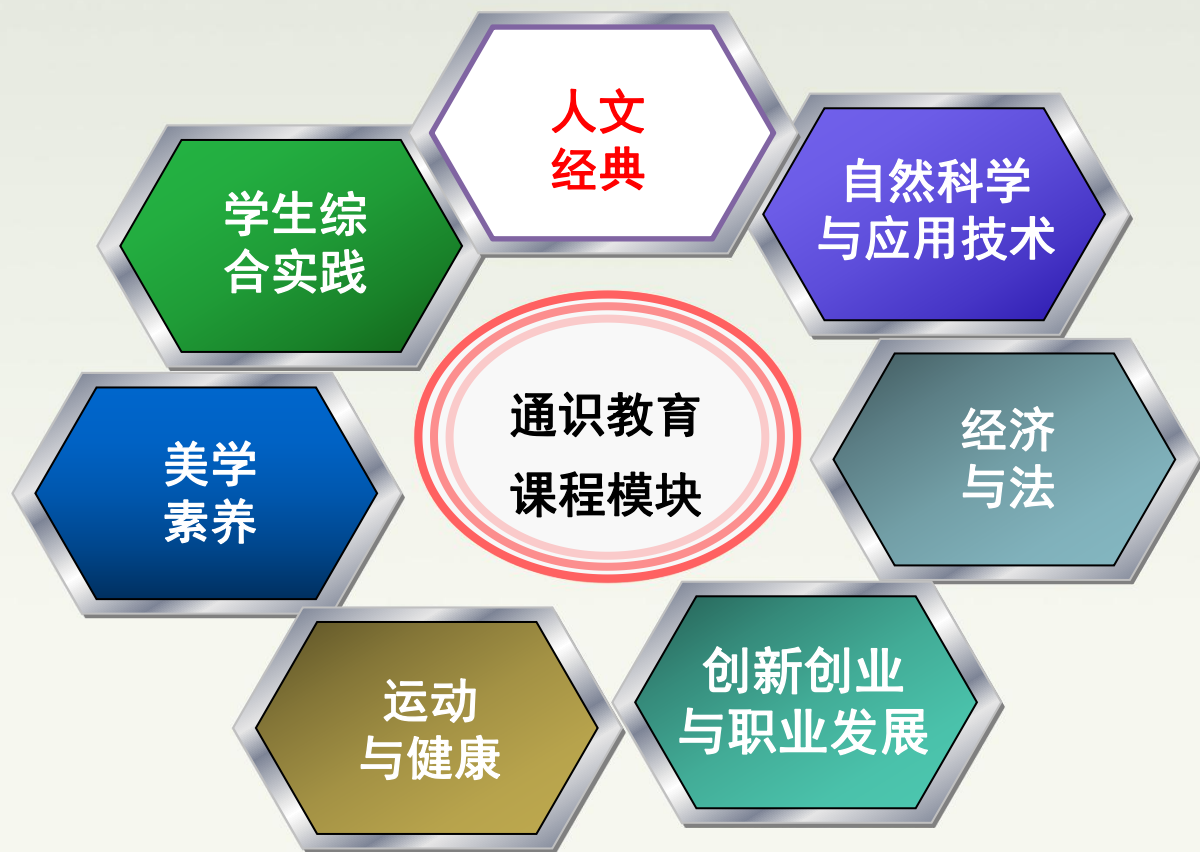 人文
经典
自然科学
与应用技术
经济
与法
创新创业
与职业发展
运动
与健康
美学
素养
学生综
合实践
通识教育
课程模块